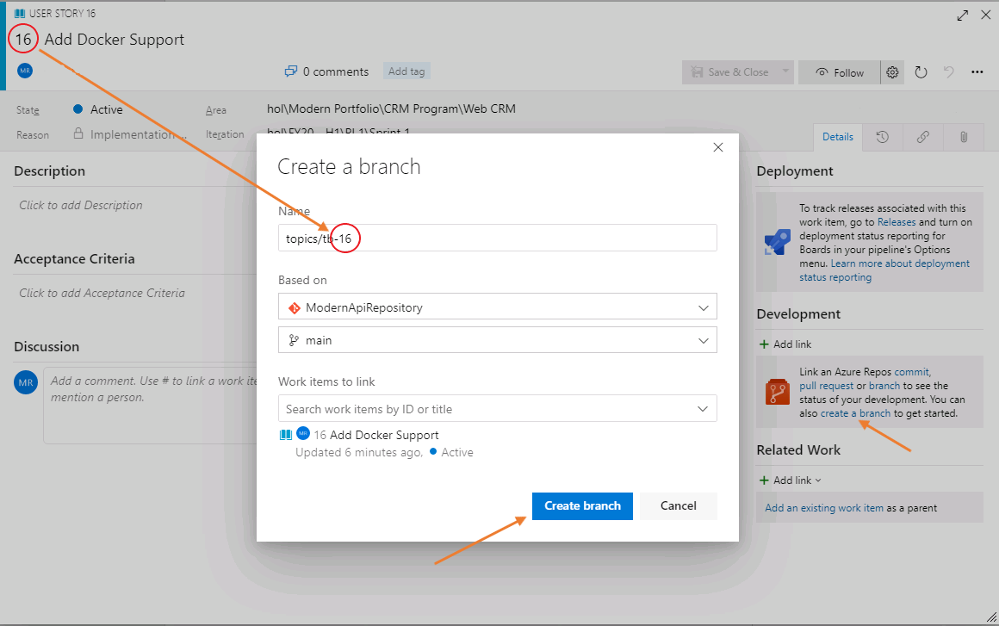 USER STORY 16
16 Add Docker Support
MR
0 comments
Add tag
Save & Close
Follow
State
Active
Area
hol\Modern Portfolio\CRM Program\Web CRM
Reason
Implementation ...
Iteration
hol\FY20 - H1\PI 1\Sprint 1
Details
Description
Click to add Description
Acceptance Criteria
Click to add Acceptance Criteria
Discussion
MR
Add a comment. Use # to link a work ite
mention a person.
Create a branch
Name
topics/tb-16
Based on
ModernApiRepository
main
Work items to link
Search work items by ID or title
MR 16 Add Docker Support
Updated 6 minutes ago, Active
Create branch
Cancel
Deployment
To track releases associated with this
work item, go to Releases and turn on
deployment status reporting for
Boards in your pipeline's Options
menu. Learn more about deployment
status reporting
Development
Add link
Link an Azure Repos commit,
pull request or branch to see the
status of your development. You can
also create a branch to get started.
Related Work
Add link
Add an existing work item as a parent